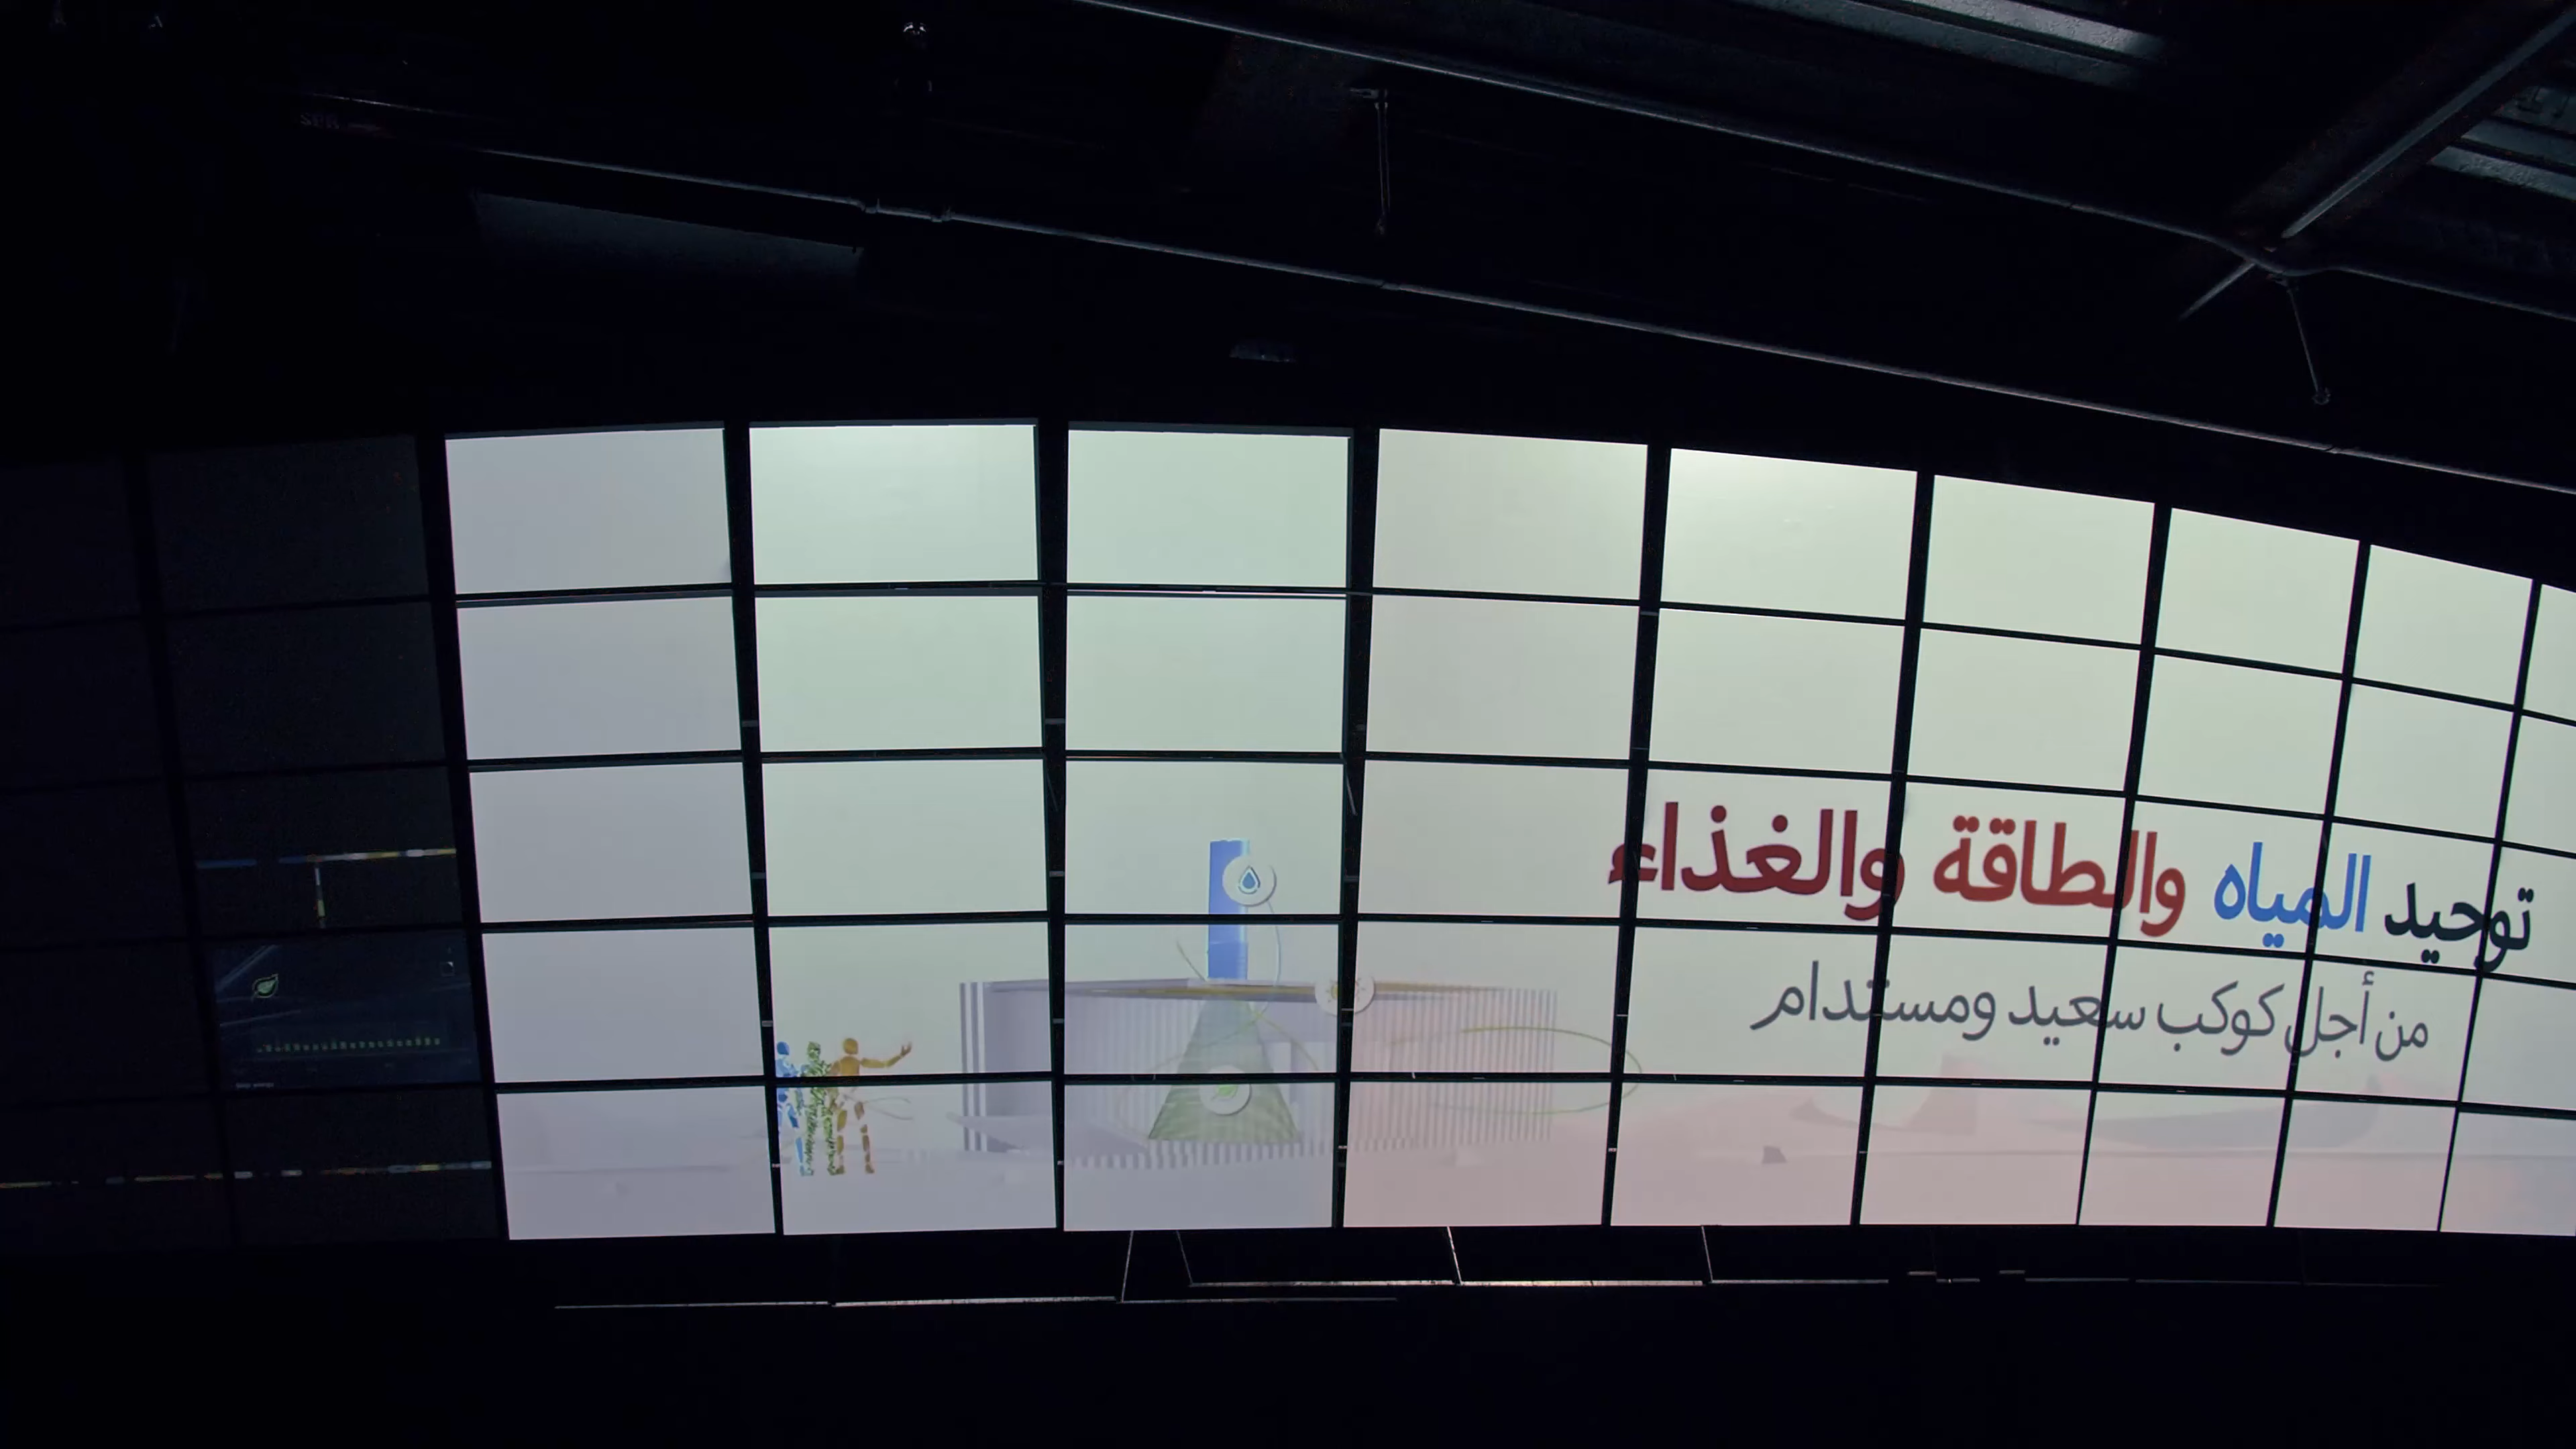 توحيد المياه والطاقة والغذاء
من أجل كوكب سعيد ومستدام